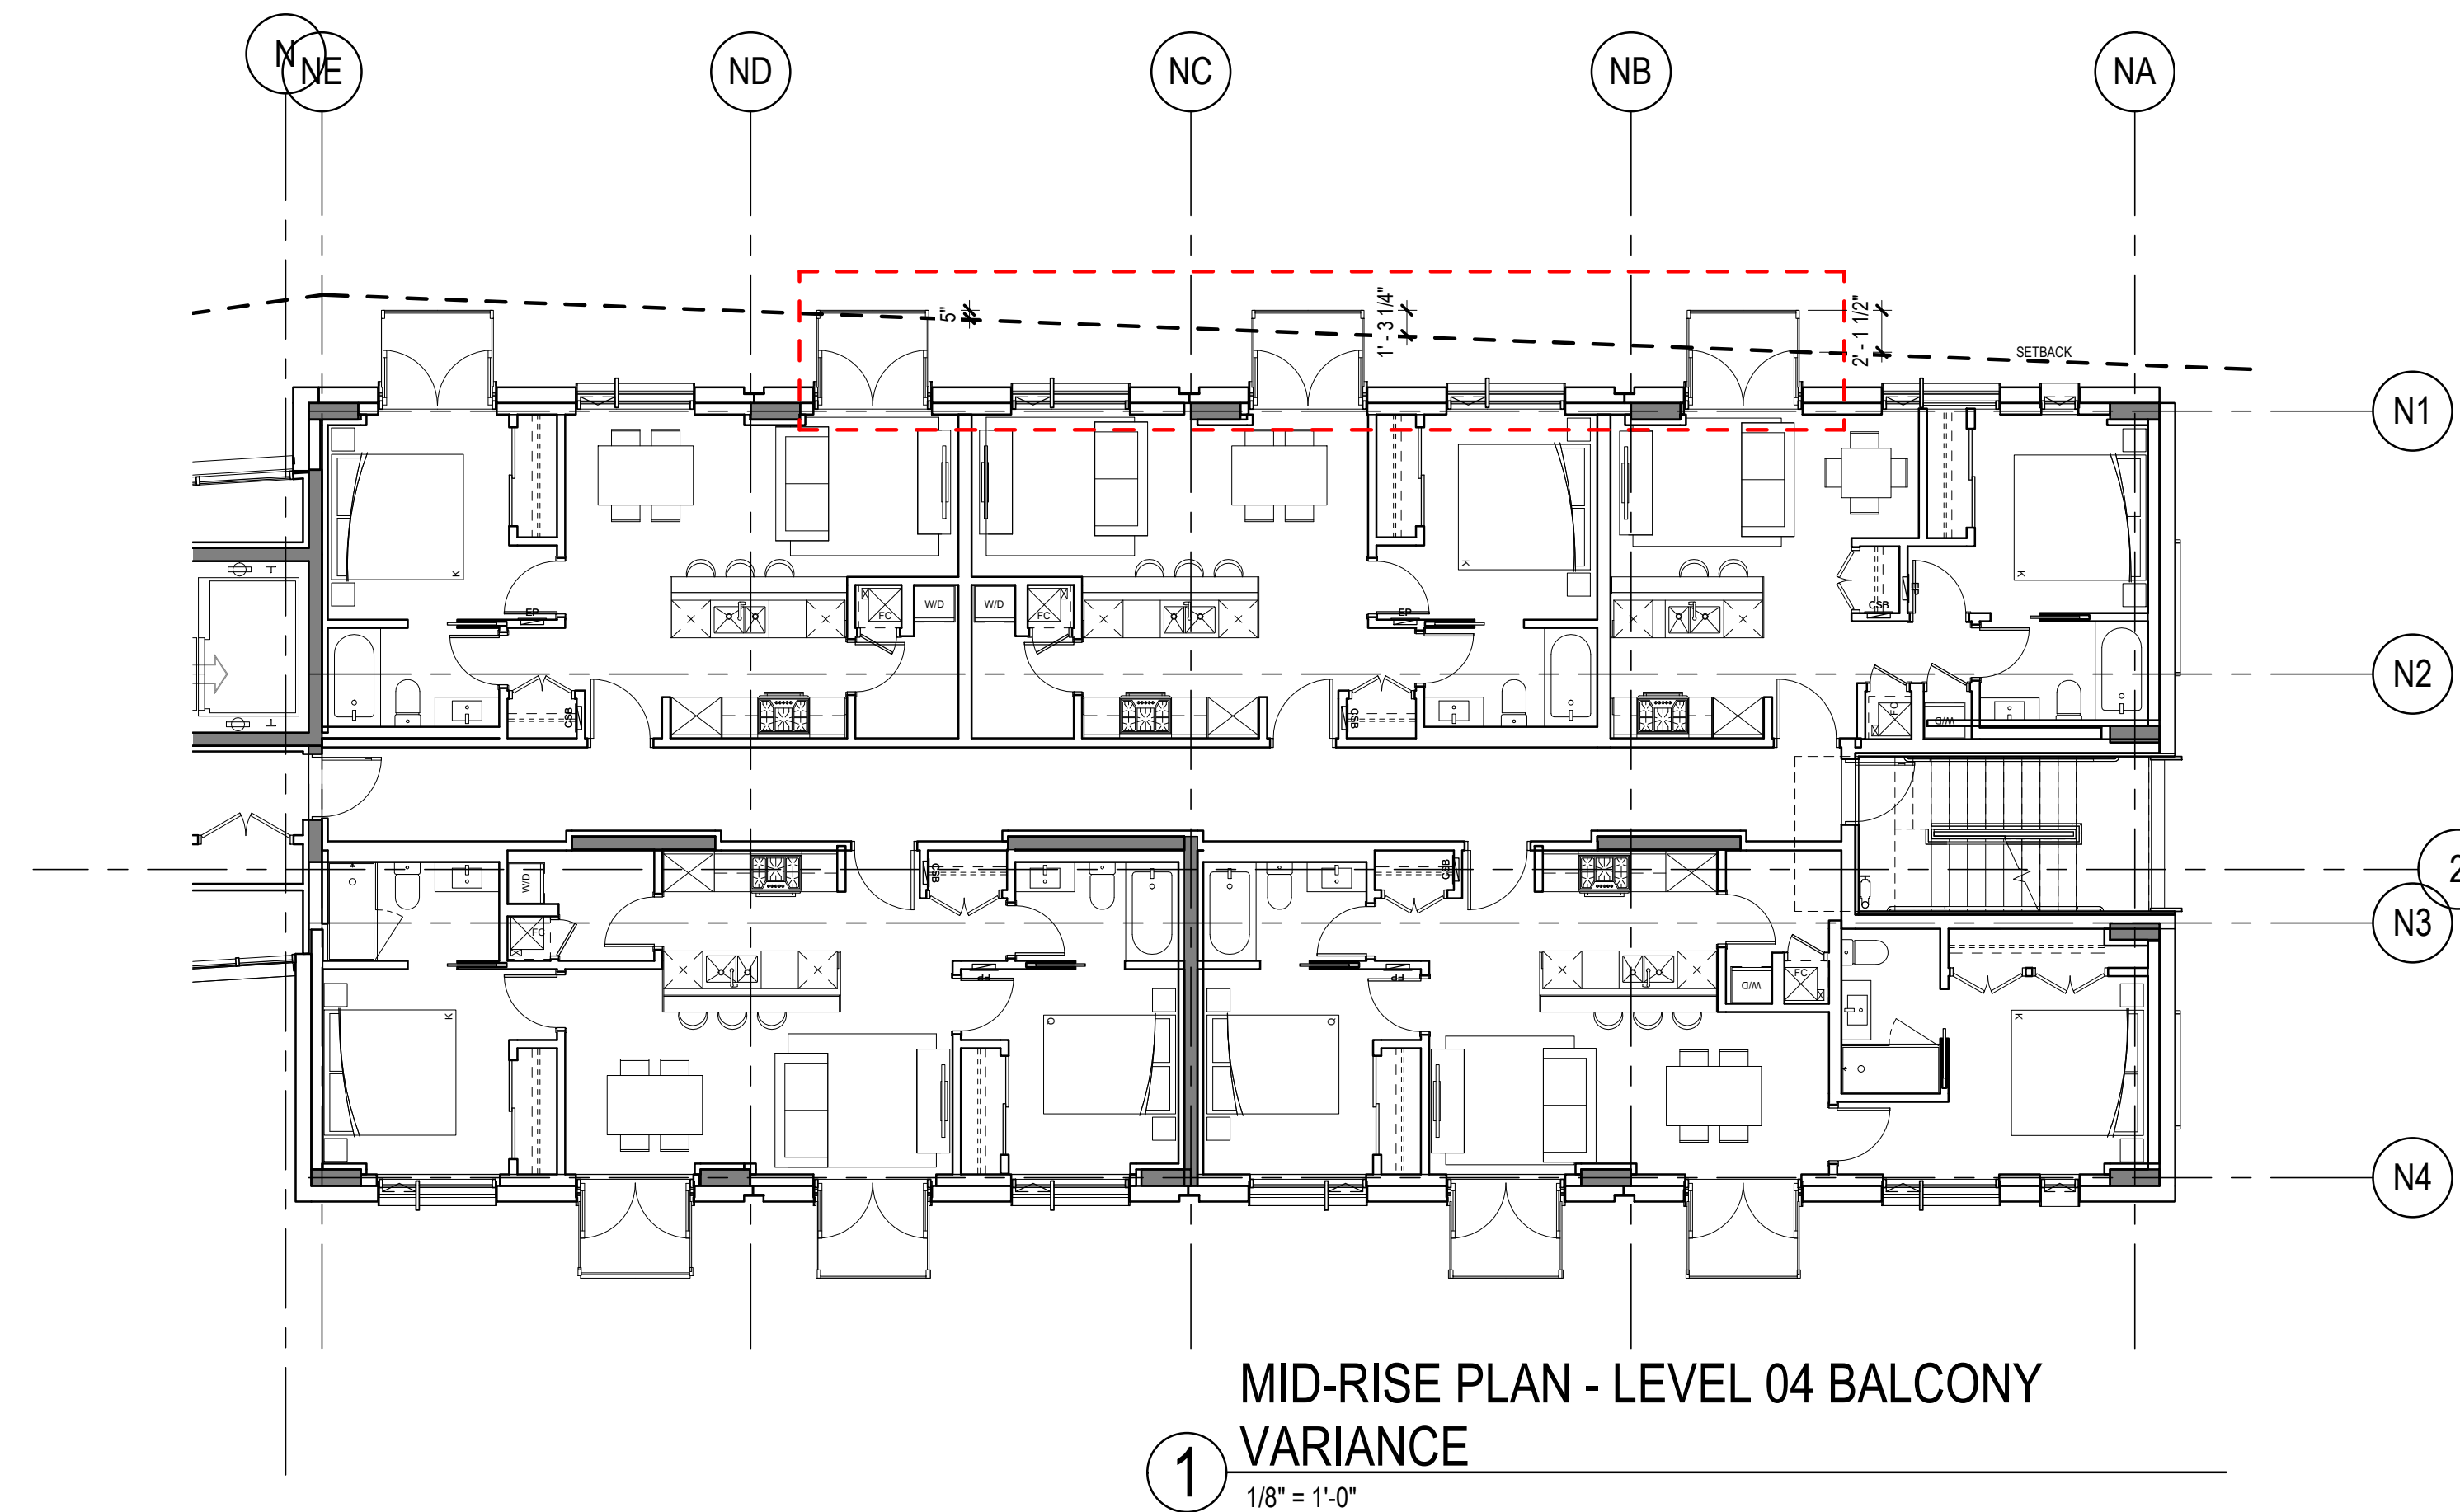 N
NE
ND
NC
NB
NA
5"
1' - 3 1/4"
2' - 1 1/2"
SETBACK
N1
K
K
K
FC
W/D
W/D
FC
EP
EP
EP
CSB
N2
CSB
CSB
FC
W/D
2
W/D
CSB
CSB
N3
FC
EP
EP
W/D
FC
K
Q
Q
K
N4
MID-RISE PLAN - LEVEL 04 BALCONY
VARIANCE
1
1/8" = 1'-0"